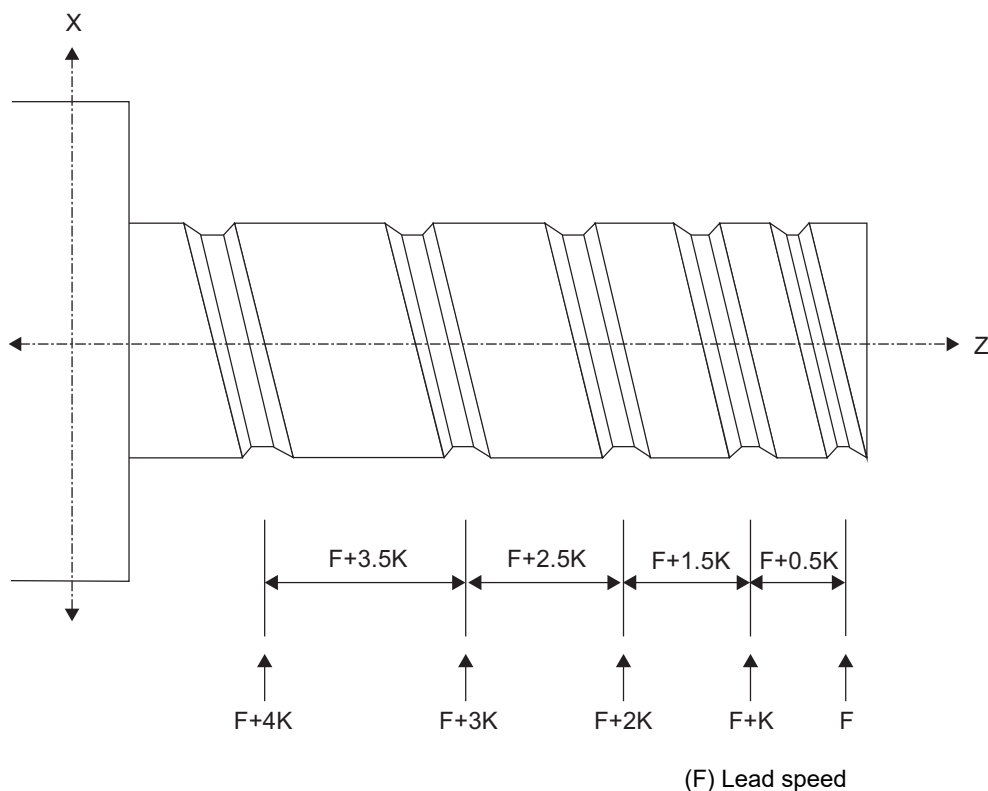 X
Z
F+3.5K F+2.5K F+1.5K F+0.5K
F+4K F+3K F+2K F+K F
(F) Lead speed